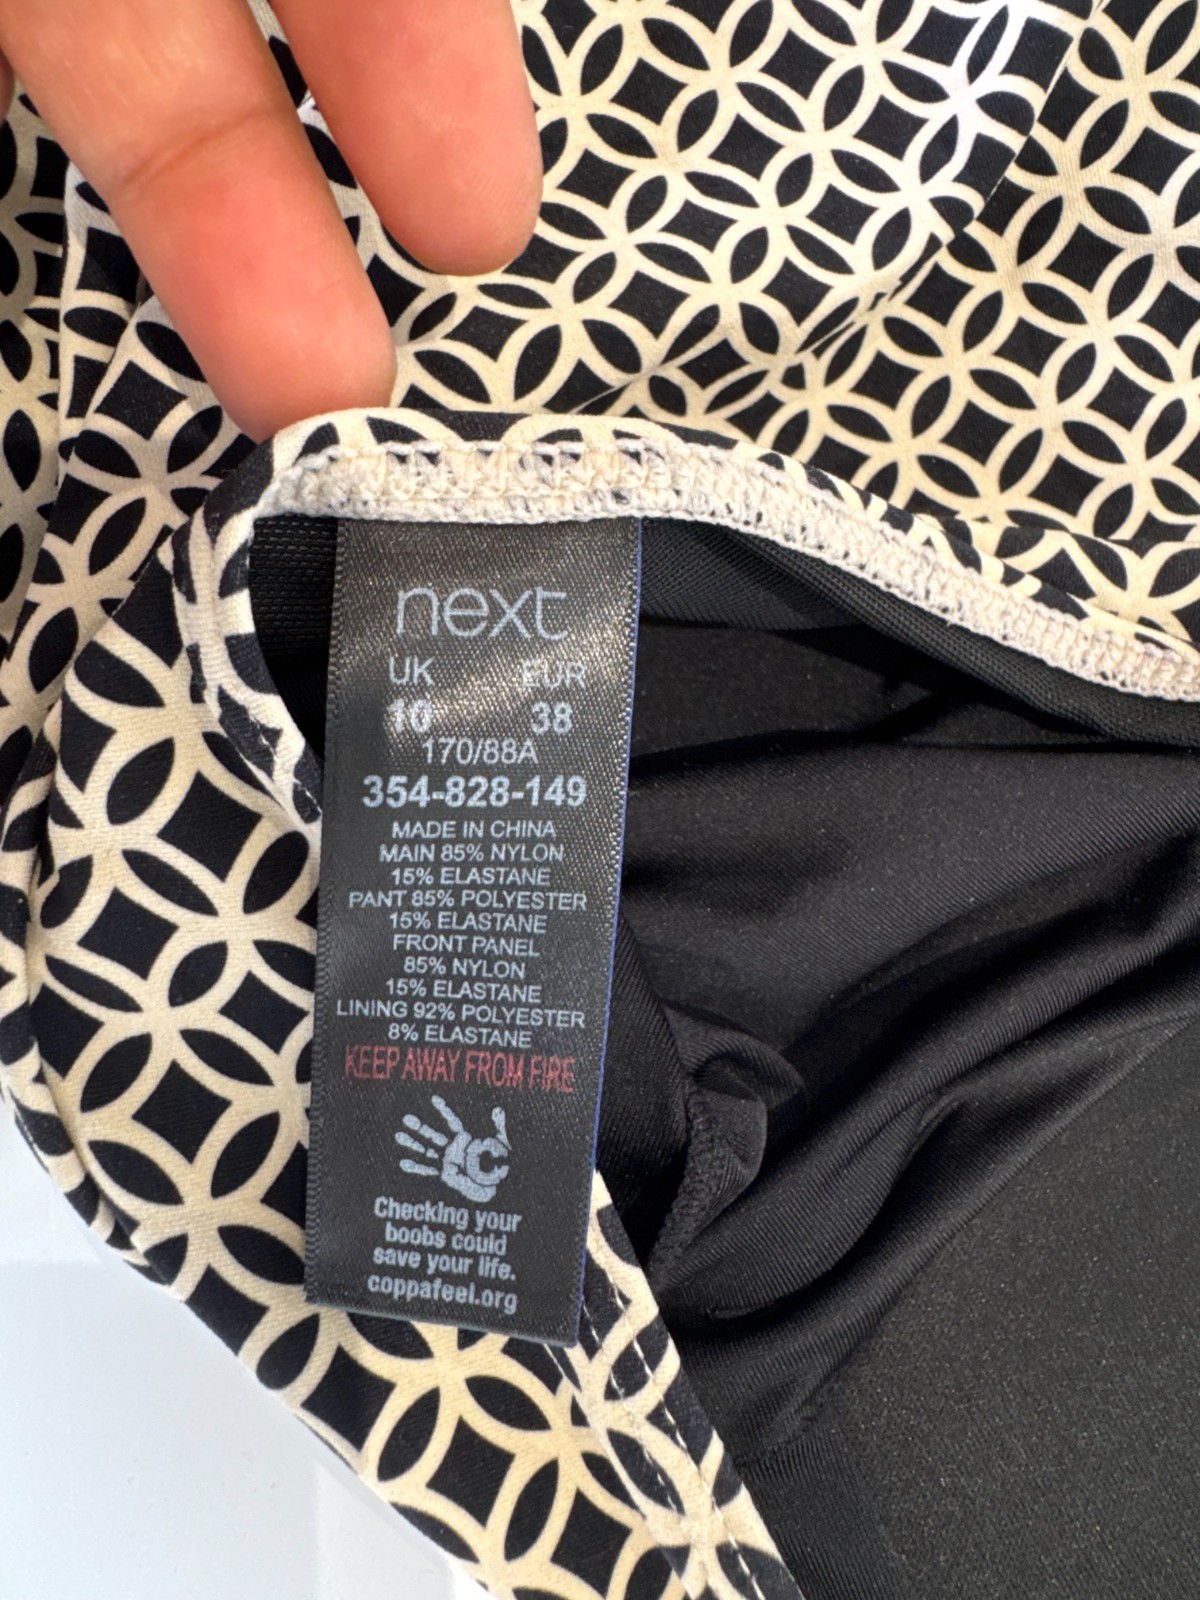 next
UK EUR
10 38
170/88A
354-828-149
MADE IN CHINA
MAIN 85% NYLON
15% ELASTANE
PANT 85% POLYESTER
15% ELASTANE
FRONT PANEL
85% NYLON
15% ELASTANE
LINING 92% POLYESTER
8% ELASTANE
KEEP AWAY FROM FIRE
C
Checking your
boobs could
save your life.
coppafeel.org